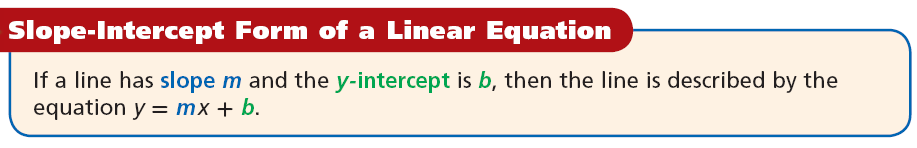 Slope-Intercept Form of a Linear Equation
If a line has slope m and the y-intercept is b, then the line is described by the
equation y = mx + b.